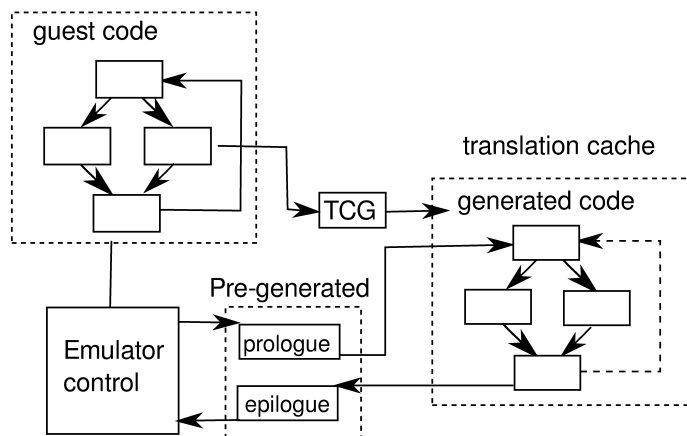 guest code
translation cache
TCG
generated code
Pre-generated
prologue
Emulator
control
epilogue